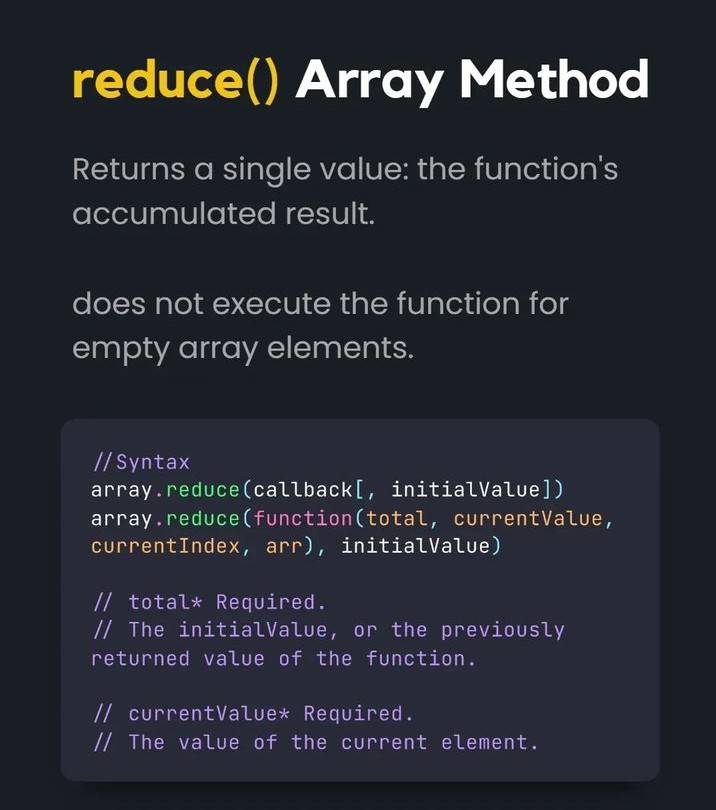 reduce() Array Method
Returns a single value: the function's
accumulated result.
does not execute the function for
empty array elements.
//Syntax
array.reduce(callback[, initialValue])
array.reduce(function(total, currentValue,
currentIndex, arr), initialValue)
// total* Required.
// The initialValue, or the previously
returned value of the function.
// currentValue* Required.
// The value of the current element.